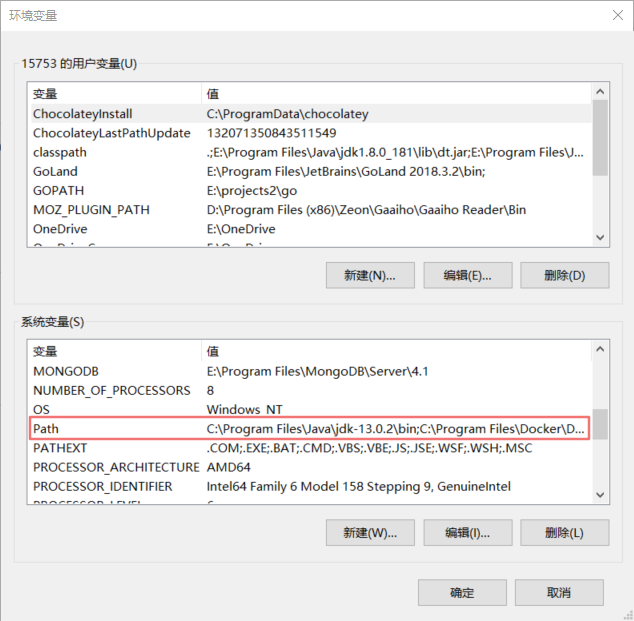 环境变量
15753 的用户变量(U)
变量 值
ChocolateyInstall C:\ProgramData\chocolatey
ChocolateyLastPathUpdate 132071350843511549
classpath .;E:\Program Files\Java\jdk1.8.0_181\lib\dt.jar;E:\Program Files\J...
GoLand E:\Program Files\JetBrains\GoLand 2018.3.2\bin;
GOPATH E:\projects2\go
MOZ_PLUGIN_PATH D:\Program Files (x86)\Zeon\Gaaiho\Gaaiho Reader\Bin
OneDrive E:\OneDrive
新建(N)... 编辑(E)... 删除(D)
系统变量(S)
变量 值
MONGODB E:\Program Files\MongoDB\Server\4.1
NUMBER_OF_PROCESSORS 8
OS Windows_NT
Path C:\Program Files\Java\jdk-13.0.2\bin;C:\Program Files\Docker\D...
PATHEXT .COM;.EXE;.BAT;.CMD;.VBS;.VBE;.JS;.JSE;.WSF;.WSH;.MSC
PROCESSOR_ARCHITECTURE AMD64
PROCESSOR_IDENTIFIER Intel64 Family 6 Model 158 Stepping 9, GenuineIntel
新建(W)... 编辑(I)... 删除(L)
确定 取消